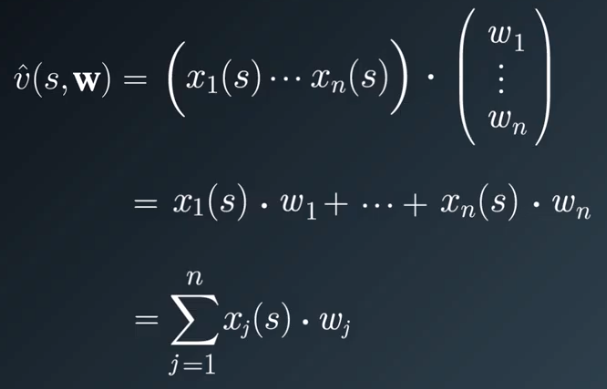 v̂(s, 𝐰) = (x₁(s) ⋯ xₙ(s)) · (w₁ ⋮ wₙ)
= x₁(s) · w₁ + ⋯ + xₙ(s) · wₙ
= ∑ⱼ₌₁ⁿ xⱼ(s) · wⱼ